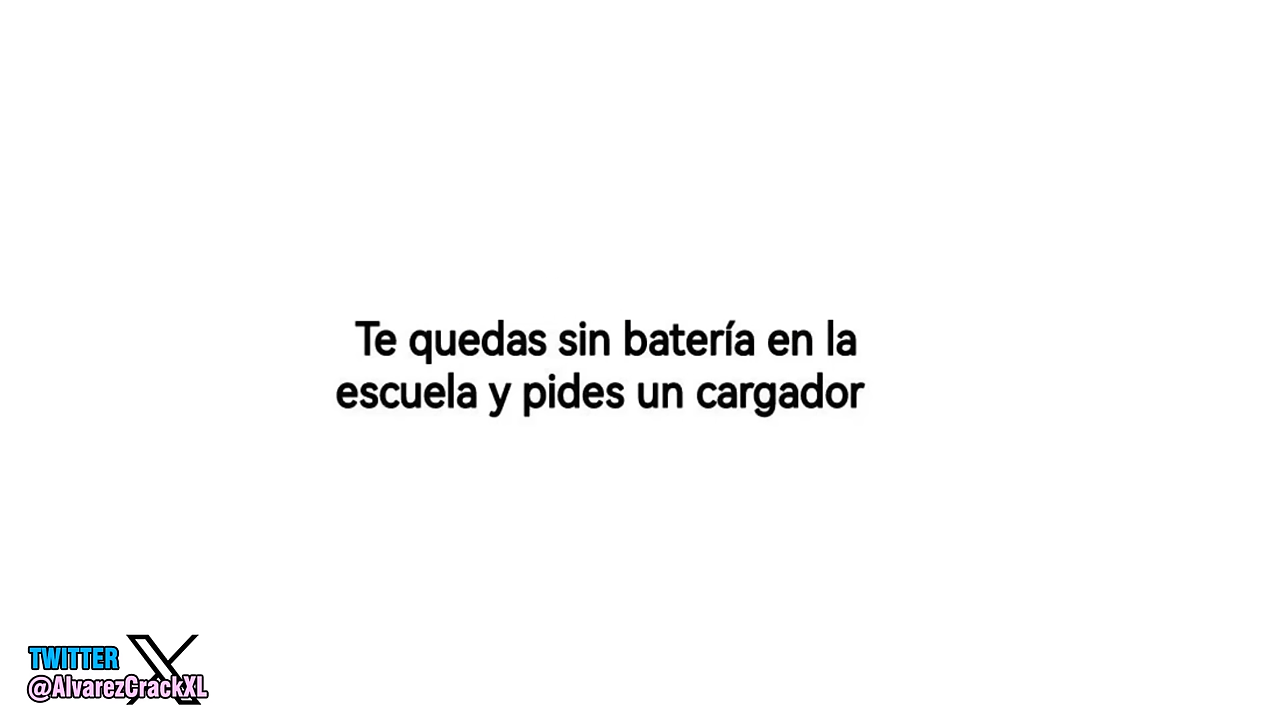 Te quedas sin batería en la
escuela y pides un cargador
TWITTER X
@AlvarezCrackXL